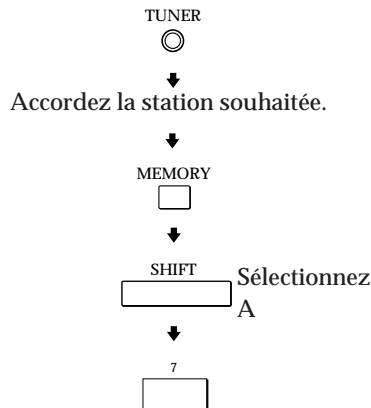 TUNER
Accordez la station souhaitée.
MEMORY
SHIFT
Sélectionnez
A
7